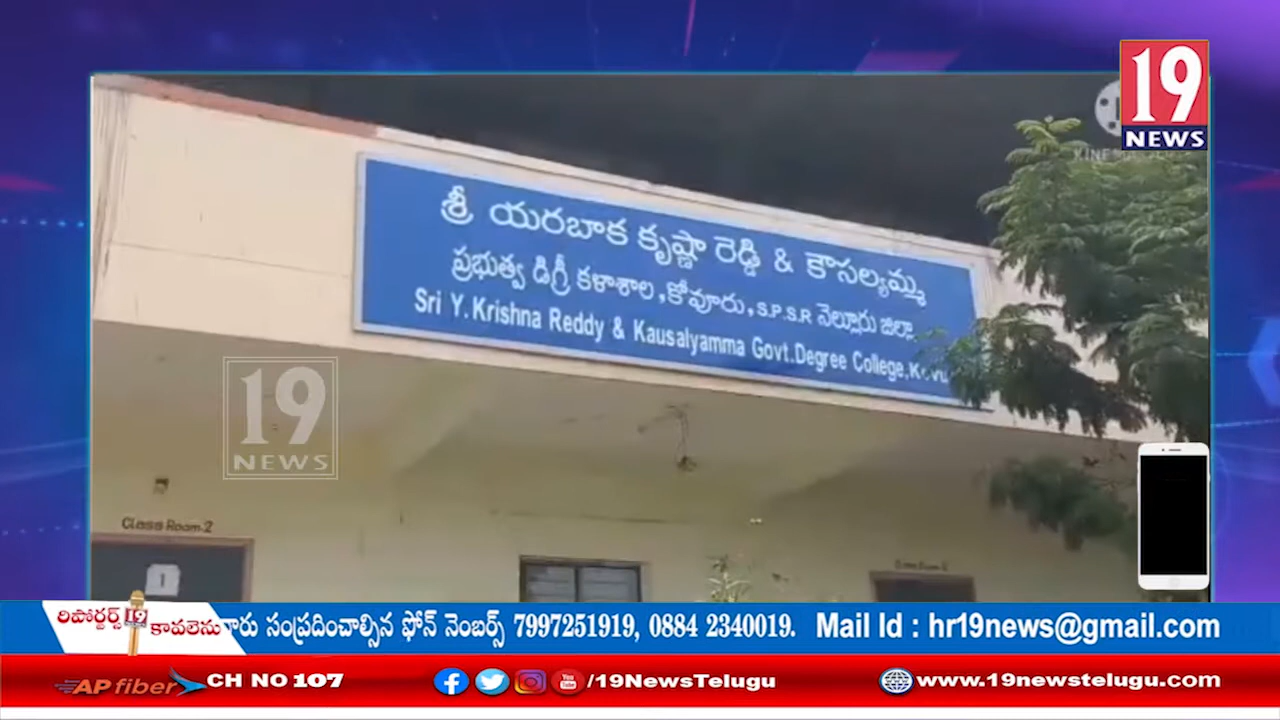 19
NEWS
శ్రీ యరబాక కృష్ణా రెడ్డి & కౌసల్యమ్మ
ప్రభుత్వ డిగ్రీ కళాశాల, కోవూరు, S.P.S.R నెల్లూరు జిల్లా
Sri Y. Krishna Reddy & Kausalyamma Govt. Degree College,
19
NEWS
Class Room-2
1
రిపోర్టర్స్ 19 కావలెను
గారు సంప్రదించాల్సిన ఫోన్ నెంబర్స్ 7997251919, 0884 2340019. Mail Id : hr19news@gmail.com
AP fiber CH NO 107 /19NewsTelugu www.19newstelugu.com